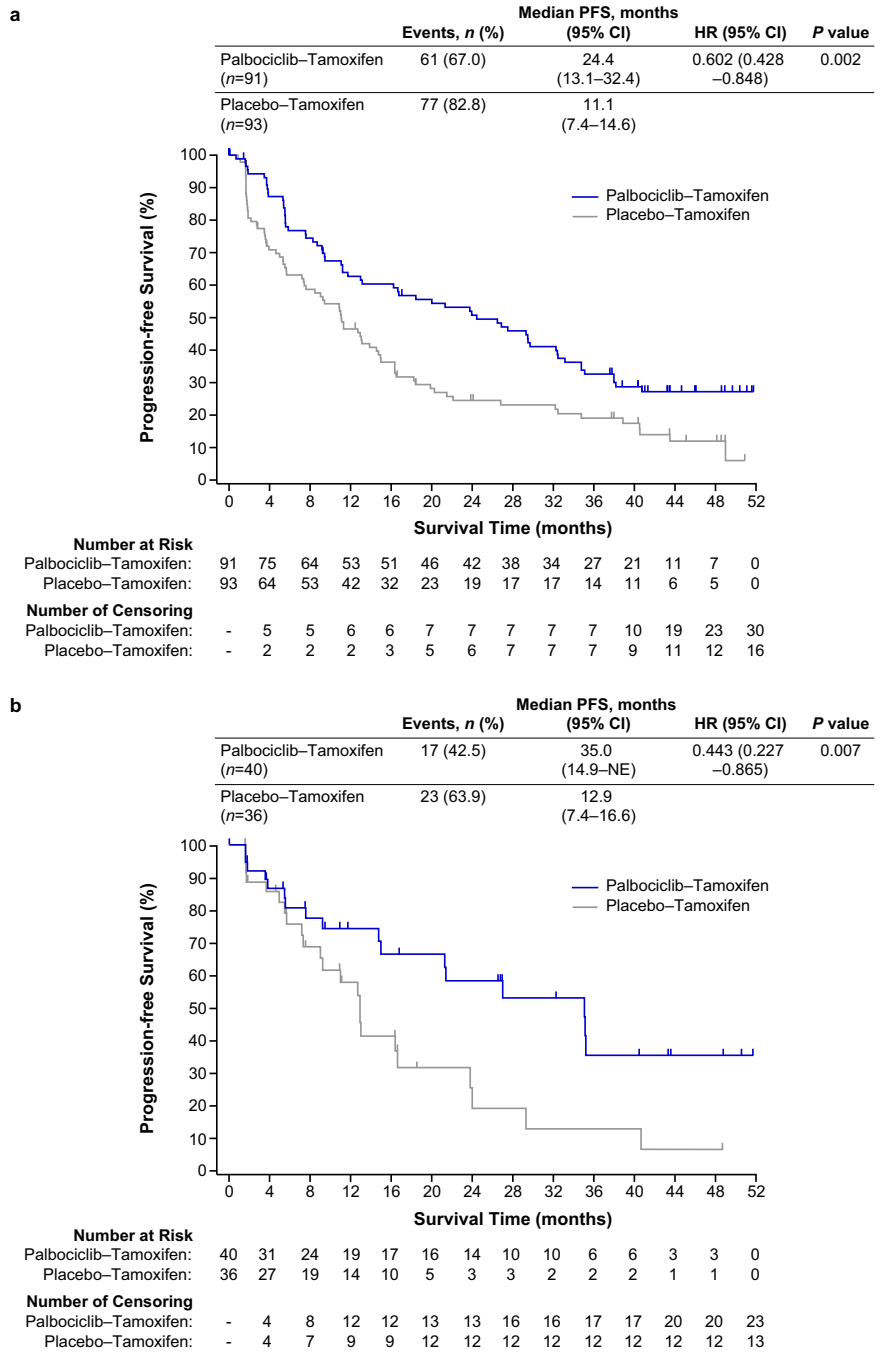 a
Median PFS, months
Events, n (%) (95% CI) HR (95% CI) P value
Palbociclib–Tamoxifen 61 (67.0) 24.4 0.602 (0.428 0.002
(n=91) (13.1–32.4) –0.848)
Placebo–Tamoxifen 77 (82.8) 11.1
(n=93) (7.4–14.6)
Progression-free Survival (%)
100
90
80
70
60
50
40
30
20
10
0
Palbociclib–Tamoxifen
Placebo–Tamoxifen
0 4 8 12 16 20 24 28 32 36 40 44 48 52
Survival Time (months)
Number at Risk
Palbociclib–Tamoxifen: 91 75 64 53 51 46 42 38 34 27 21 11 7 0
Placebo–Tamoxifen: 93 64 53 42 32 23 19 17 17 14 11 6 5 0
Number of Censoring
Palbociclib–Tamoxifen: - 5 5 6 6 7 7 7 7 7 10 19 23 30
Placebo–Tamoxifen: - 2 2 2 3 5 6 7 7 7 9 11 12 16
b
Median PFS, months
Events, n (%) (95% CI) HR (95% CI) P value
Palbociclib–Tamoxifen 17 (42.5) 35.0 0.443 (0.227 0.007
(n=40) (14.9–NE) –0.865)
Placebo–Tamoxifen 23 (63.9) 12.9
(n=36) (7.4–16.6)
Progression-free Survival (%)
100
90
80
70
60
50
40
30
20
10
0
Palbociclib–Tamoxifen
Placebo–Tamoxifen
0 4 8 12 16 20 24 28 32 36 40 44 48 52
Survival Time (months)
Number at Risk
Palbociclib–Tamoxifen: 40 31 24 19 17 16 14 10 10 6 6 3 3 0
Placebo–Tamoxifen: 36 27 19 14 10 5 3 3 2 2 2 1 1 0
Number of Censoring
Palbociclib–Tamoxifen: - 4 8 12 12 13 13 16 16 17 17 20 20 23
Placebo–Tamoxifen: - 4 7 9 9 12 12 12 12 12 12 12 12 13